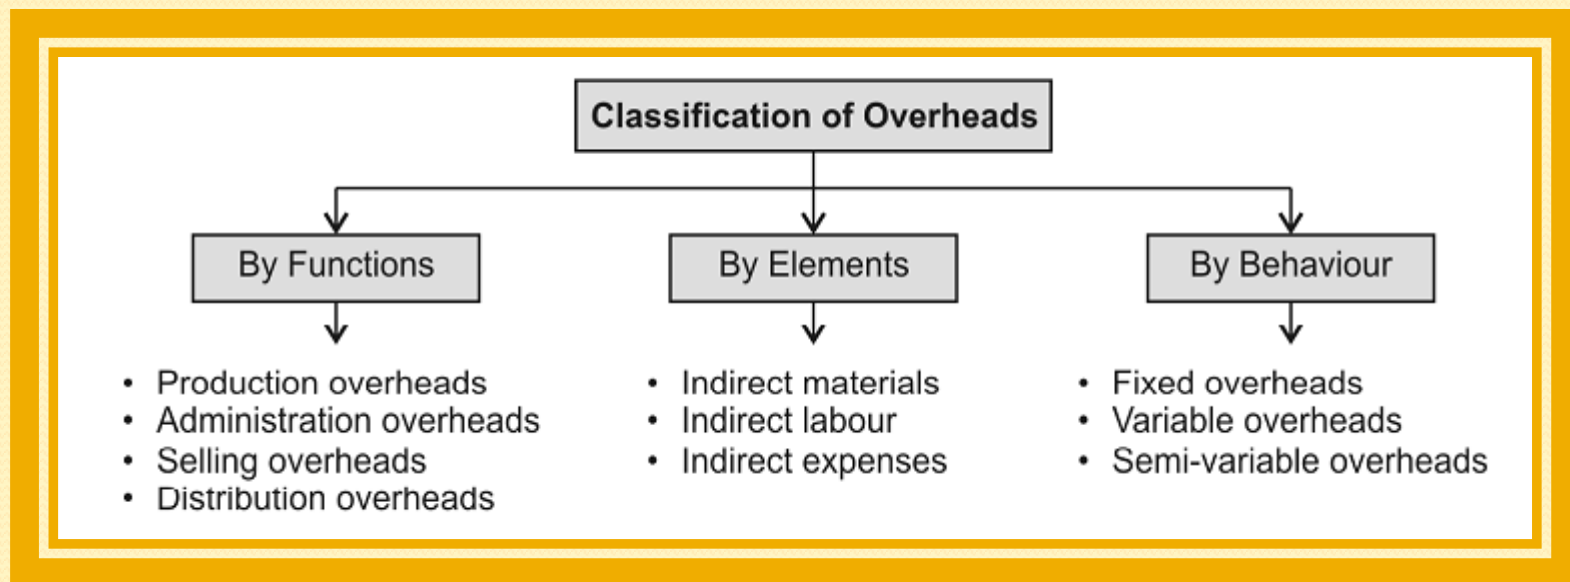 Classification of Overheads
By Functions
By Elements
By Behaviour
• Production overheads
• Administration overheads
• Selling overheads
• Distribution overheads
• Indirect materials
• Indirect labour
• Indirect expenses
• Fixed overheads
• Variable overheads
• Semi-variable overheads